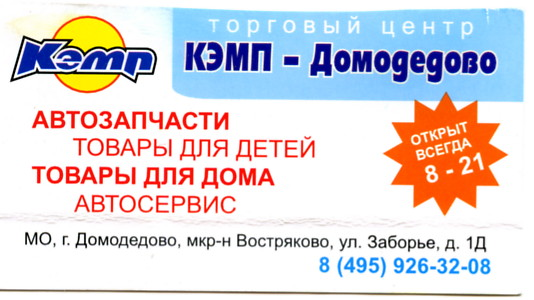 Кэмп
торговый центр
КЭМП - Домодедово
АВТОЗАПЧАСТИ
ТОВАРЫ ДЛЯ ДЕТЕЙ
ТОВАРЫ ДЛЯ ДОМА
АВТОСЕРВИС
ОТКРЫТ
ВСЕГДА
8 - 21
МО, г. Домодедово, мкр-н Востряково, ул. Заборье, д. 1Д
8 (495) 926-32-08